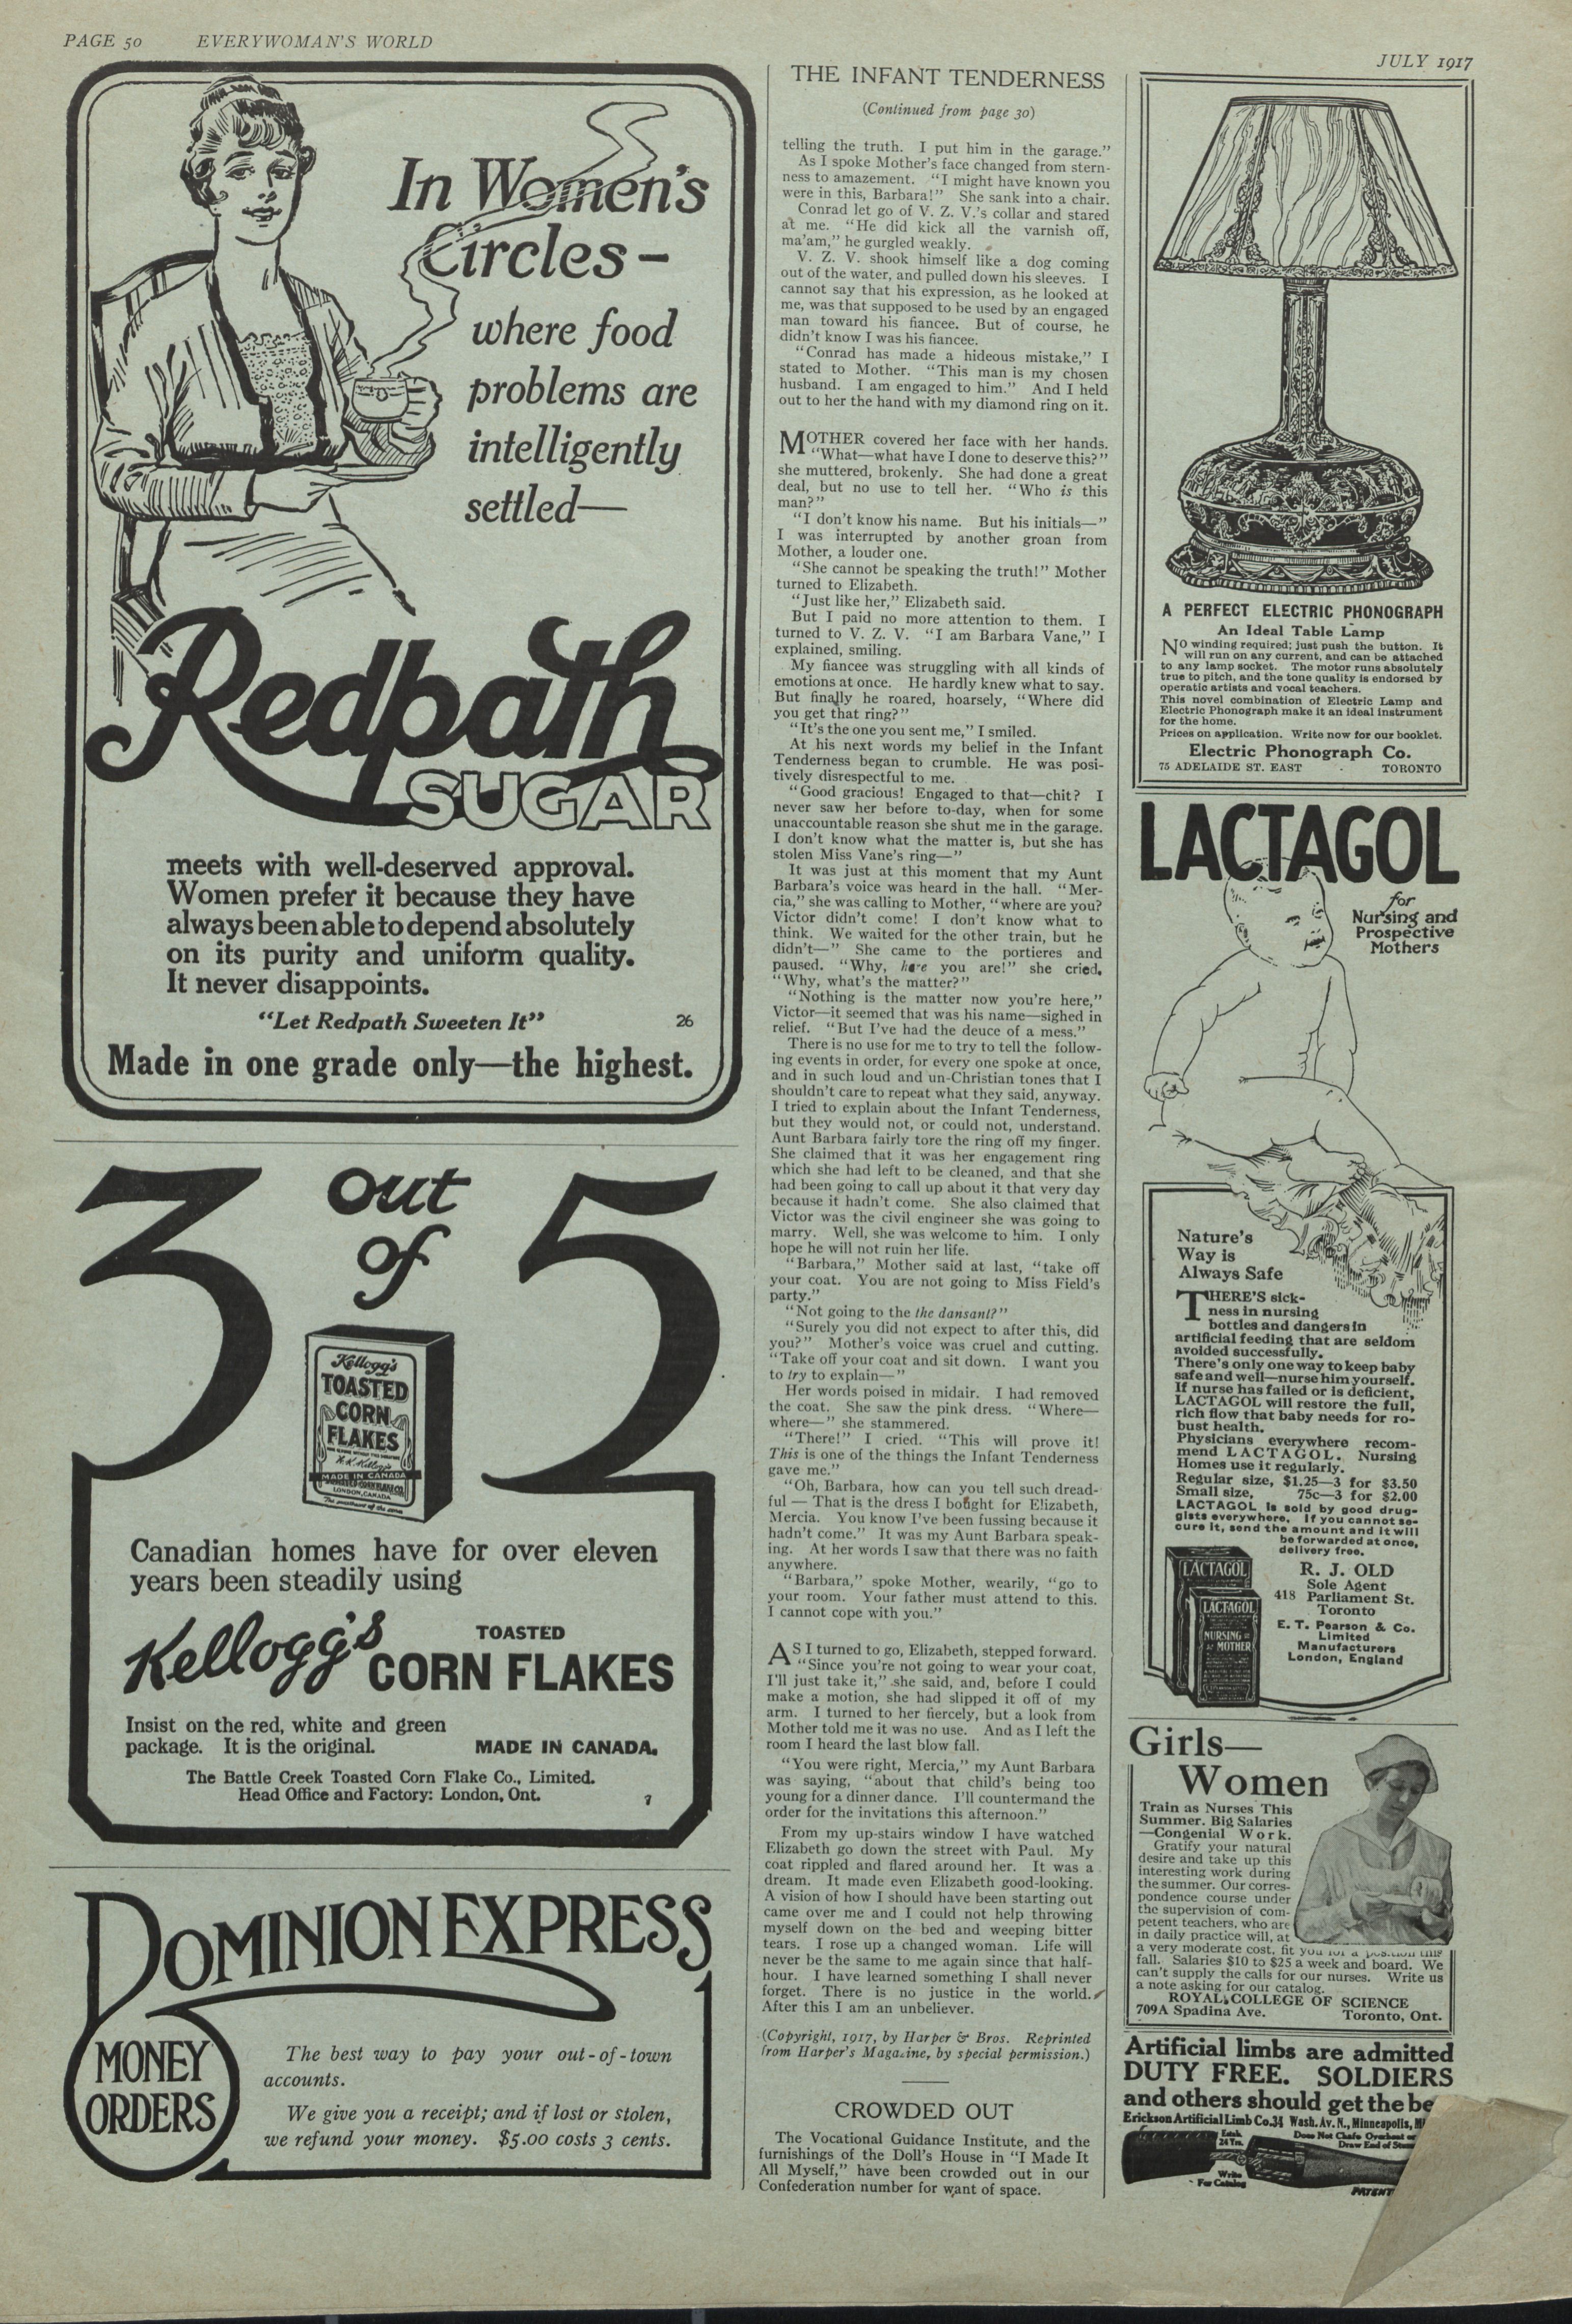 PAGE 50 EVERYWOMAN'S WORLD
JULY 1917
In Women's
Circles—
where food
problems are
intelligently
settled—
Redpath
SUGAR
meets with well-deserved approval.
Women prefer it because they have
always been able to depend absolutely
on its purity and uniform quality.
It never disappoints.
"Let Redpath Sweeten It" 26
Made in one grade only—the highest.
3 out of 5
Kellogg's
TOASTED
CORN
FLAKES
W. K. Kellogg
MADE IN CANADA
LONDON, CANADA
Canadian homes have for over eleven
years been steadily using
Kellogg's TOASTED
CORN FLAKES
Insist on the red, white and green
package. It is the original. MADE IN CANADA.
The Battle Creek Toasted Corn Flake Co., Limited.
Head Office and Factory: London, Ont. 7
DOMINION EXPRESS
MONEY
ORDERS
The best way to pay your out-of-town
accounts.
We give you a receipt; and if lost or stolen,
we refund your money. $5.00 costs 3 cents.
THE INFANT TENDERNESS
(Continued from page 30)
telling the truth. I put him in the garage."
As I spoke Mother's face changed from stern-
ness to amazement. "I might have known you
were in this, Barbara!" She sank into a chair.
Conrad let go of V. Z. V.'s collar and stared
at me. "He did kick all the varnish off,
ma'am," he gurgled weakly.
V. Z. V. shook himself like a dog coming
out of the water, and pulled down his sleeves. I
cannot say that his expression, as he looked at
me, was that supposed to be used by an engaged
man toward his fiancee. But of course, he
didn't know I was his fiancee.
"Conrad has made a hideous mistake," I
stated to Mother. "This man is my chosen
husband. I am engaged to him." And I held
out to her the hand with my diamond ring on it.
MOTHER covered her face with her hands.
"What—what have I done to deserve this?"
she muttered, brokenly. She had done a great
deal, but no use to tell her. "Who is this
man?"
"I don't know his name. But his initials—"
I was interrupted by another groan from
Mother, a louder one.
"She cannot be speaking the truth!" Mother
turned to Elizabeth.
"Just like her," Elizabeth said.
But I paid no more attention to them. I
turned to V. Z. V. "I am Barbara Vane," I
explained, smiling.
My fiancee was struggling with all kinds of
emotions at once. He hardly knew what to say.
But finally he roared, hoarsely, "Where did
you get that ring?"
"It's the one you sent me," I smiled.
At his next words my belief in the Infant
Tenderness began to crumble. He was posi-
tively disrespectful to me.
"Good gracious! Engaged to that—chit? I
never saw her before to-day, when for some
unaccountable reason she shut me in the garage.
I don't know what the matter is, but she has
stolen Miss Vane's ring—"
It was just at this moment that my Aunt
Barbara's voice was heard in the hall. "Mer-
cia," she was calling to Mother, "where are you?
Victor didn't come! I don't know what to
think. We waited for the other train, but he
didn't—" She came to the portieres and
paused. "Why, here you are!" she cried.
"Why, what's the matter?"
"Nothing is the matter now you're here,"
Victor—it seemed that was his name—sighed in
relief. "But I've had the deuce of a mess."
There is no use for me to try to tell the follow-
ing events in order, for every one spoke at once,
and in such loud and un-Christian tones that I
shouldn't care to repeat what they said, anyway.
I tried to explain about the Infant Tenderness,
but they would not, or could not, understand.
Aunt Barbara fairly tore the ring off my finger.
She claimed that it was her engagement ring
which she had left to be cleaned, and that she
had been going to call up about it that very day
because it hadn't come. She also claimed that
Victor was the civil engineer she was going to
marry. Well, she was welcome to him. I only
hope he will not ruin her life.
"Barbara," Mother said at last, "take off
your coat. You are not going to Miss Field's
party."
"Not going to the the dansant?"
"Surely you did not expect to after this, did
you?" Mother's voice was cruel and cutting.
"Take off your coat and sit down. I want you
to try to explain—"
Her words poised in midair. I had removed
the coat. She saw the pink dress. "Where—
where—" she stammered.
"There!" I cried. "This will prove it!
This is one of the things the Infant Tenderness
gave me."
"Oh, Barbara, how can you tell such dread-
ful — That is the dress I bought for Elizabeth,
Mercia. You know I've been fussing because it
hadn't come." It was my Aunt Barbara speak-
ing. At her words I saw that there was no faith
anywhere.
"Barbara," spoke Mother, wearily, "go to
your room. Your father must attend to this.
I cannot cope with you."
AS I turned to go, Elizabeth, stepped forward.
"Since you're not going to wear your coat,
I'll just take it," she said, and, before I could
make a motion, she had slipped it off of my
arm. I turned to her fiercely, but a look from
Mother told me it was no use. And as I left the
room I heard the last blow fall.
"You were right, Mercia," my Aunt Barbara
was saying, "about that child's being too
young for a dinner dance. I'll countermand the
order for the invitations this afternoon."
From my up-stairs window I have watched
Elizabeth go down the street with Paul. My
coat rippled and flared around her. It was a
dream. It made even Elizabeth good-looking.
A vision of how I should have been starting out
came over me and I could not help throwing
myself down on the bed and weeping bitter
tears. I rose up a changed woman. Life will
never be the same to me again since that half-
hour. I have learned something I shall never
forget. There is no justice in the world.
After this I am an unbeliever.
(Copyright, 1917, by Harper & Bros. Reprinted
from Harper's Magazine, by special permission.)
CROWDED OUT
The Vocational Guidance Institute, and the
furnishings of the Doll's House in "I Made It
All Myself," have been crowded out in our
Confederation number for want of space.
A PERFECT ELECTRIC PHONOGRAPH
An Ideal Table Lamp
NO winding required; just push the button. It
will run on any current, and can be attached
to any lamp socket. The motor runs absolutely
true to pitch, and the tone quality is endorsed by
operatic artists and vocal teachers.
This novel combination of Electric Lamp and
Electric Phonograph make it an ideal instrument
for the home.
Prices on application. Write now for our booklet.
Electric Phonograph Co.
75 ADELAIDE ST. EAST - TORONTO
LACTAGOL
for
Nursing and
Prospective
Mothers
Nature's
Way is
Always Safe
THERE'S sick-
ness in nursing
bottles and dangers in
artificial feeding that are seldom
avoided successfully.
There's only one way to keep baby
safe and well—nurse him yourself.
If nurse has failed or is deficient,
LACTAGOL will restore the full,
rich flow that baby needs for ro-
bust health.
Physicians everywhere recom-
mend LACTAGOL. Nursing
Homes use it regularly.
Regular size, $1.25—3 for $3.50
Small size, 75c—3 for $2.00
LACTAGOL is sold by good drug-
gists everywhere. If you cannot se-
cure it, send the amount and it will
be forwarded at once,
delivery free.
LACTAGOL
LACTAGOL
NURSING
MOTHER
R. J. OLD
Sole Agent
418 Parliament St.
Toronto
E. T. Pearson & Co.
Limited
Manufacturers
London, England
Girls—
Women
Train as Nurses This
Summer. Big Salaries
—Congenial Work.
Gratify your natural
desire and take up this
interesting work during
the summer. Our corres-
pondence course under
the supervision of com-
petent teachers, who are
in daily practice will, at
a very moderate cost, fit you for a position this
fall. Salaries $10 to $25 a week and board. We
can't supply the calls for our nurses. Write us
a note asking for our catalog.
ROYAL COLLEGE OF SCIENCE
709A Spadina Ave. Toronto, Ont.
Artificial limbs are admitted
DUTY FREE. SOLDIERS
and others should get the be
Erickson Artificial Limb Co. 34 Wash. Av. N., Minneapolis,
Estab.
24 Yrs.
Does Not Chafe Overheat or
Draw End of
Write
For Catalog
PATENT